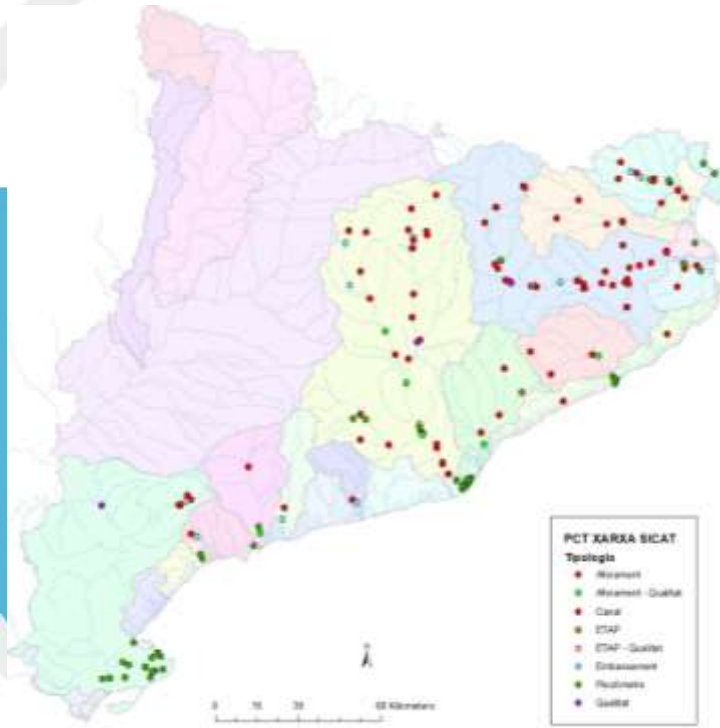 PCT XARXA SICAT
Tipologia
Aforament
Aforament - Qualitat
Canal
ETAP
ETAP - Qualitat
Embassament
Piezòmetre
Qualitat
0
15
30
60 Kilometers